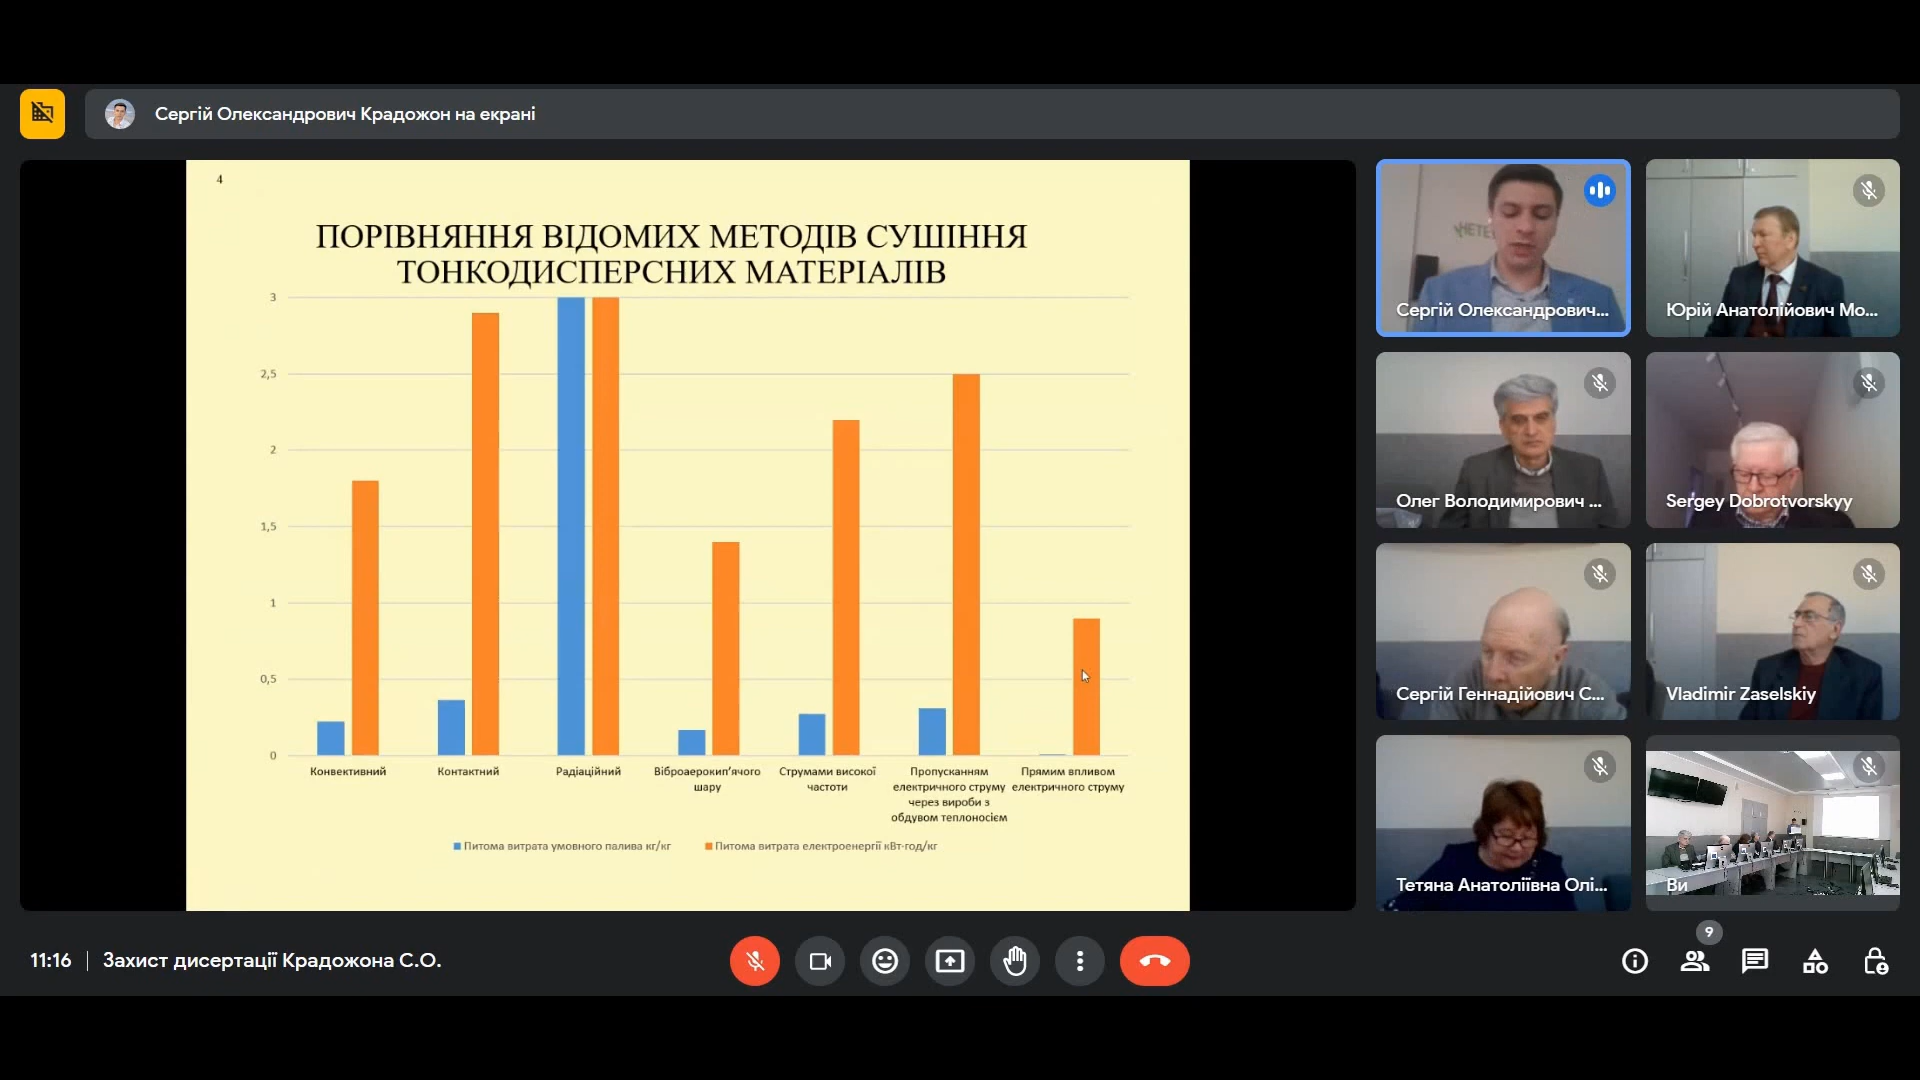 Сергій Олександрович Крадожон на екрані
4
ПОРІВНЯННЯ ВІДОМИХ МЕТОДІВ СУШІННЯ
ТОНКОДИСПЕРСНИХ МАТЕРІАЛІВ
3
2,5
2
1,5
1
0,5
0
Конвективний
Контактний
Радіаційний
Віброаерокип’ячого
шару
Струмами високої
частоти
Пропусканням
електричного струму
через вироби з
обдувом теплоносієм
Прямим впливом
електричного струму
Питома витрата умовного палива кг/кг
Питома витрата електроенергії кВт·год/кг
Сергій Олександрович...
Юрій Анатолійович Мо...
Олег Володимирович ...
Sergey Dobrotvorskyy
Сергій Геннадійович С...
Vladimir Zaselskiy
Тетяна Анатоліївна Олі...
Ви
11:16
Захист дисертації Крадожона С.О.
9